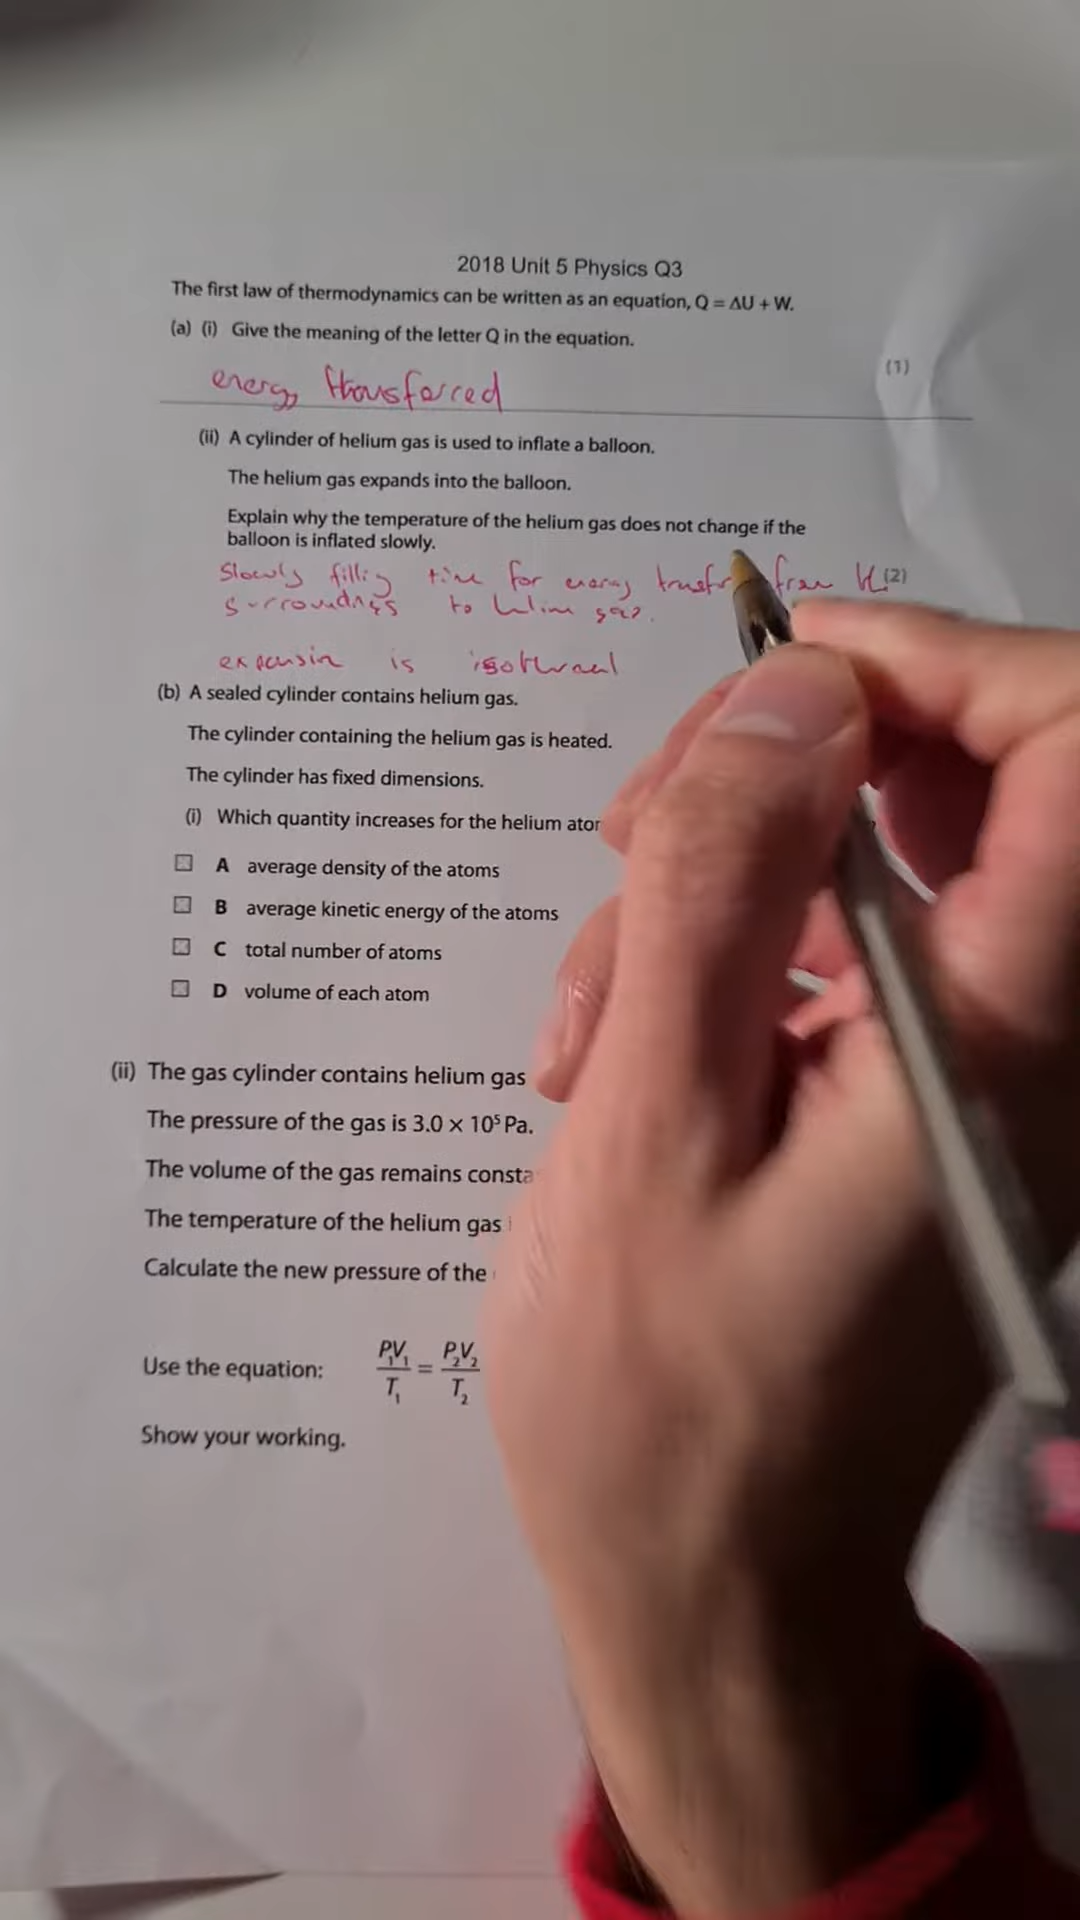 2018 Unit 5 Physics Q3
The first law of thermodynamics can be written as an equation, Q = ΔU + W.
(a) (i) Give the meaning of the letter Q in the equation.
(1)
energy transferred
(ii) A cylinder of helium gas is used to inflate a balloon.
The helium gas expands into the balloon.
Explain why the temperature of the helium gas does not change if the
balloon is inflated slowly.
(2)
Slowly filling time for energy from
surroundings to helium gas.
expansion is isothermal
(b) A sealed cylinder contains helium gas.
The cylinder containing the helium gas is heated.
The cylinder has fixed dimensions.
(i) Which quantity increases for the helium
A average density of the atoms
B average kinetic energy of the atoms
C total number of atoms
D volume of each atom
(ii) The gas cylinder contains helium gas
The pressure of the gas is 3.0 × 10⁵ Pa.
The volume of the gas remains
The temperature of the helium gas
Calculate the new pressure of the
Use the equation: P₁V₁/T₁ = P₂V₂/T₂
Show your working.